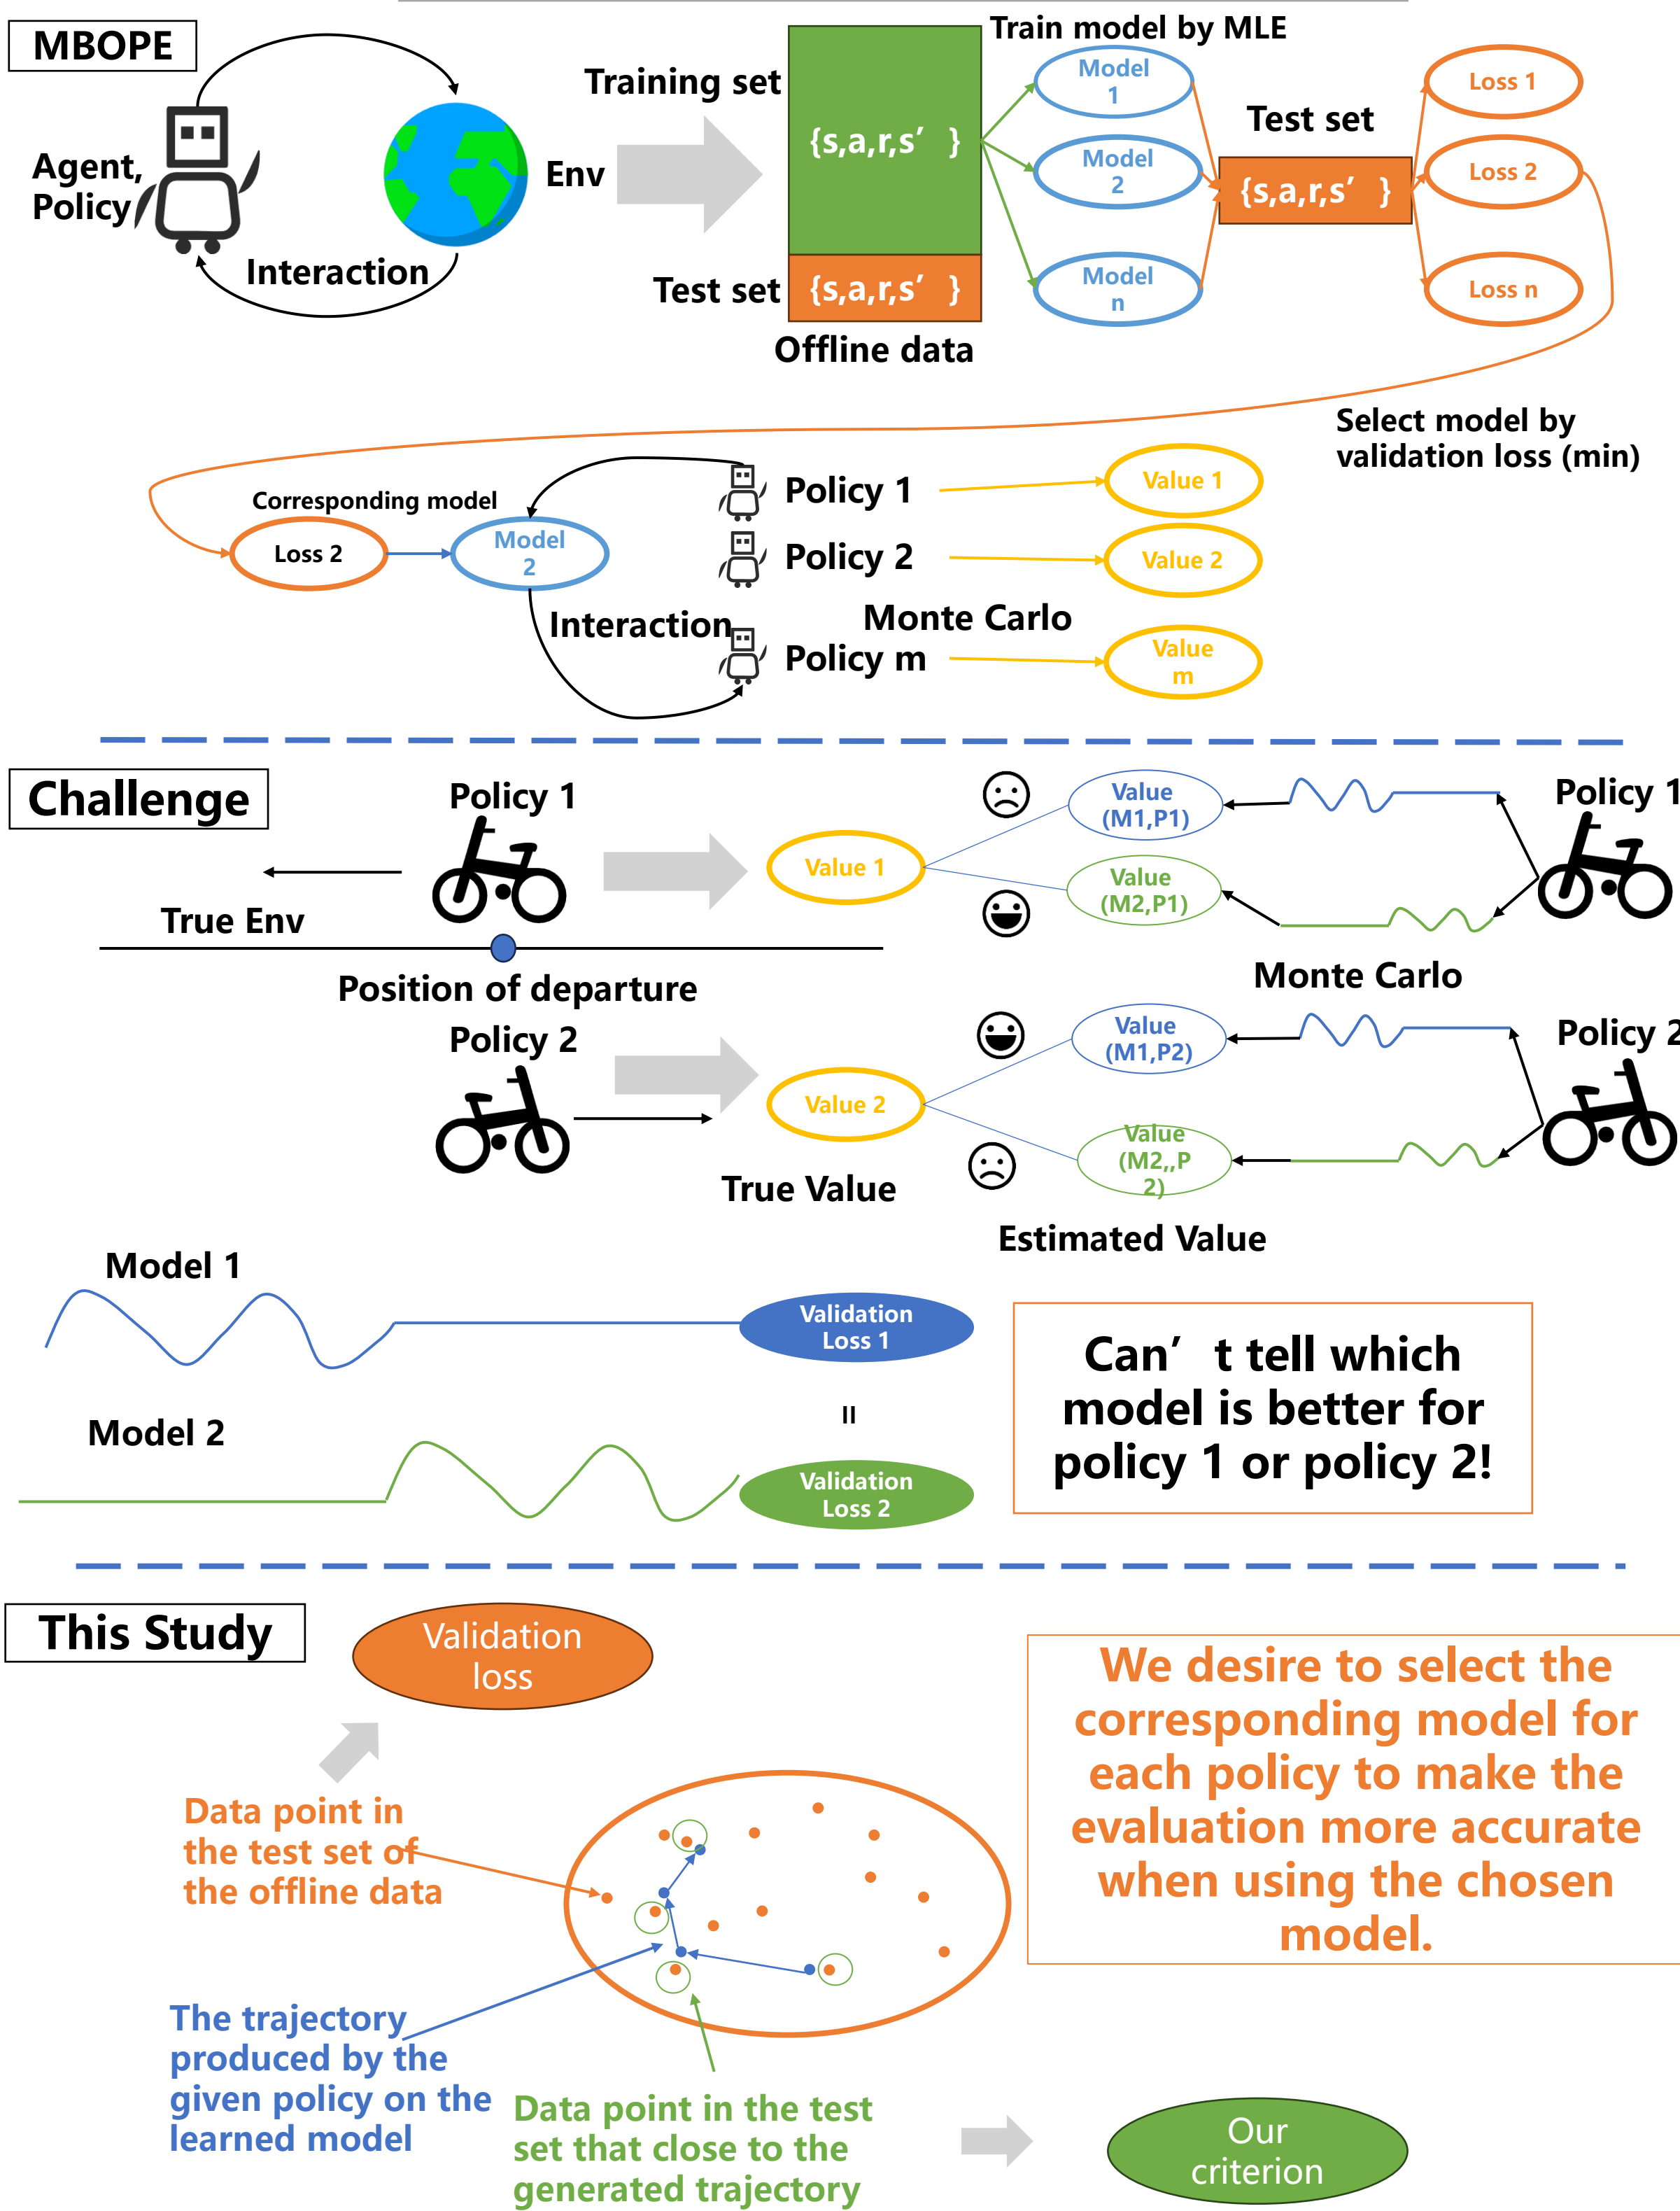 MBOPE
Agent,
Policy
Interaction
Env
Training set
{s,a,r,s′ }
Test set
{s,a,r,s′ }
Offline data
Train model by MLE
Model
1
Model
2
Model
n
Test set
{s,a,r,s′ }
Loss 1
Loss 2
Loss n
Select model by
validation loss (min)
Corresponding model
Loss 2
Model
2
Interaction
Policy 1
Policy 2
Monte Carlo
Policy m
Value 1
Value 2
Value
m
Challenge
Policy 1
True Env
Position of departure
Policy 2
Value 1
Value 2
True Value
Value
(M1,P1)
Value
(M2,P1)
Policy 1
Monte Carlo
Value
(M1,P2)
Value
(M2,,P
2)
Policy 2
Estimated Value
Model 1
Validation
Loss 1
=
Model 2
Validation
Loss 2
Can′ t tell which
model is better for
policy 1 or policy 2!
This Study
Validation
loss
Data point in
the test set of
the offline data
We desire to select the
corresponding model for
each policy to make the
evaluation more accurate
when using the chosen
model.
The trajectory
produced by the
given policy on the
learned model
Data point in the test
set that close to the
generated trajectory
Our
criterion